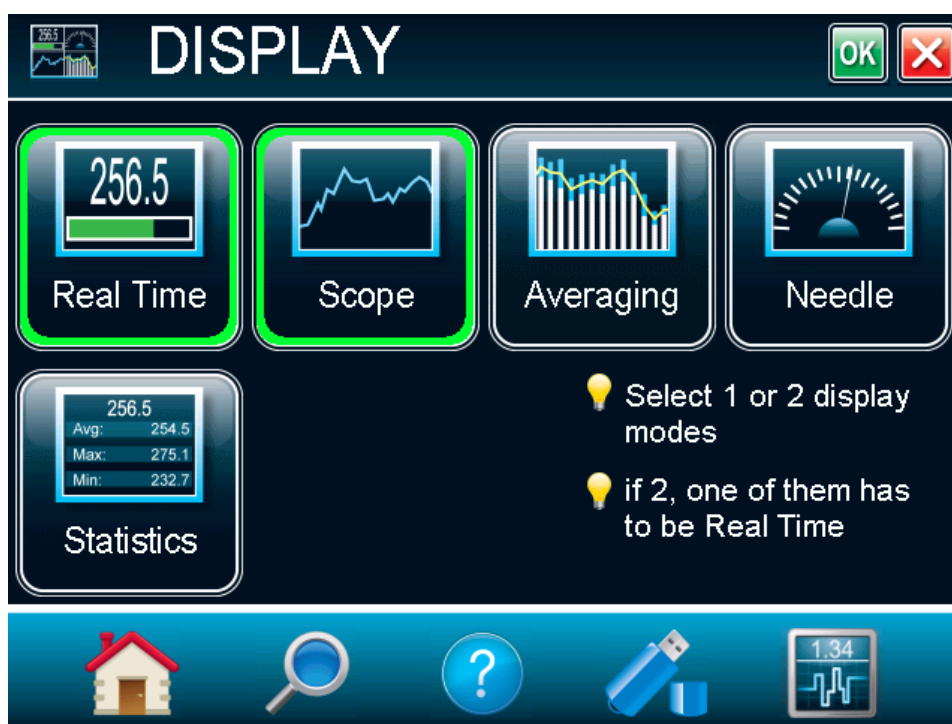 256.5
DISPLAY
OK
256.5
Real Time
Scope
Averaging
Needle
256.5
Avg: 254.5
Max: 275.1
Min: 232.7
Statistics
Select 1 or 2 display
modes
if 2, one of them has
to be Real Time
?
1.34